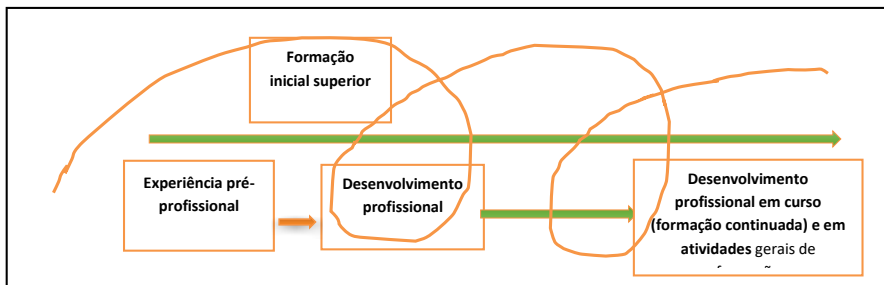 Formação
inicial superior
Experiência pré-
profissional
Desenvolvimento
profissional
Desenvolvimento
profissional em curso
(formação continuada) e em
atividades gerais de